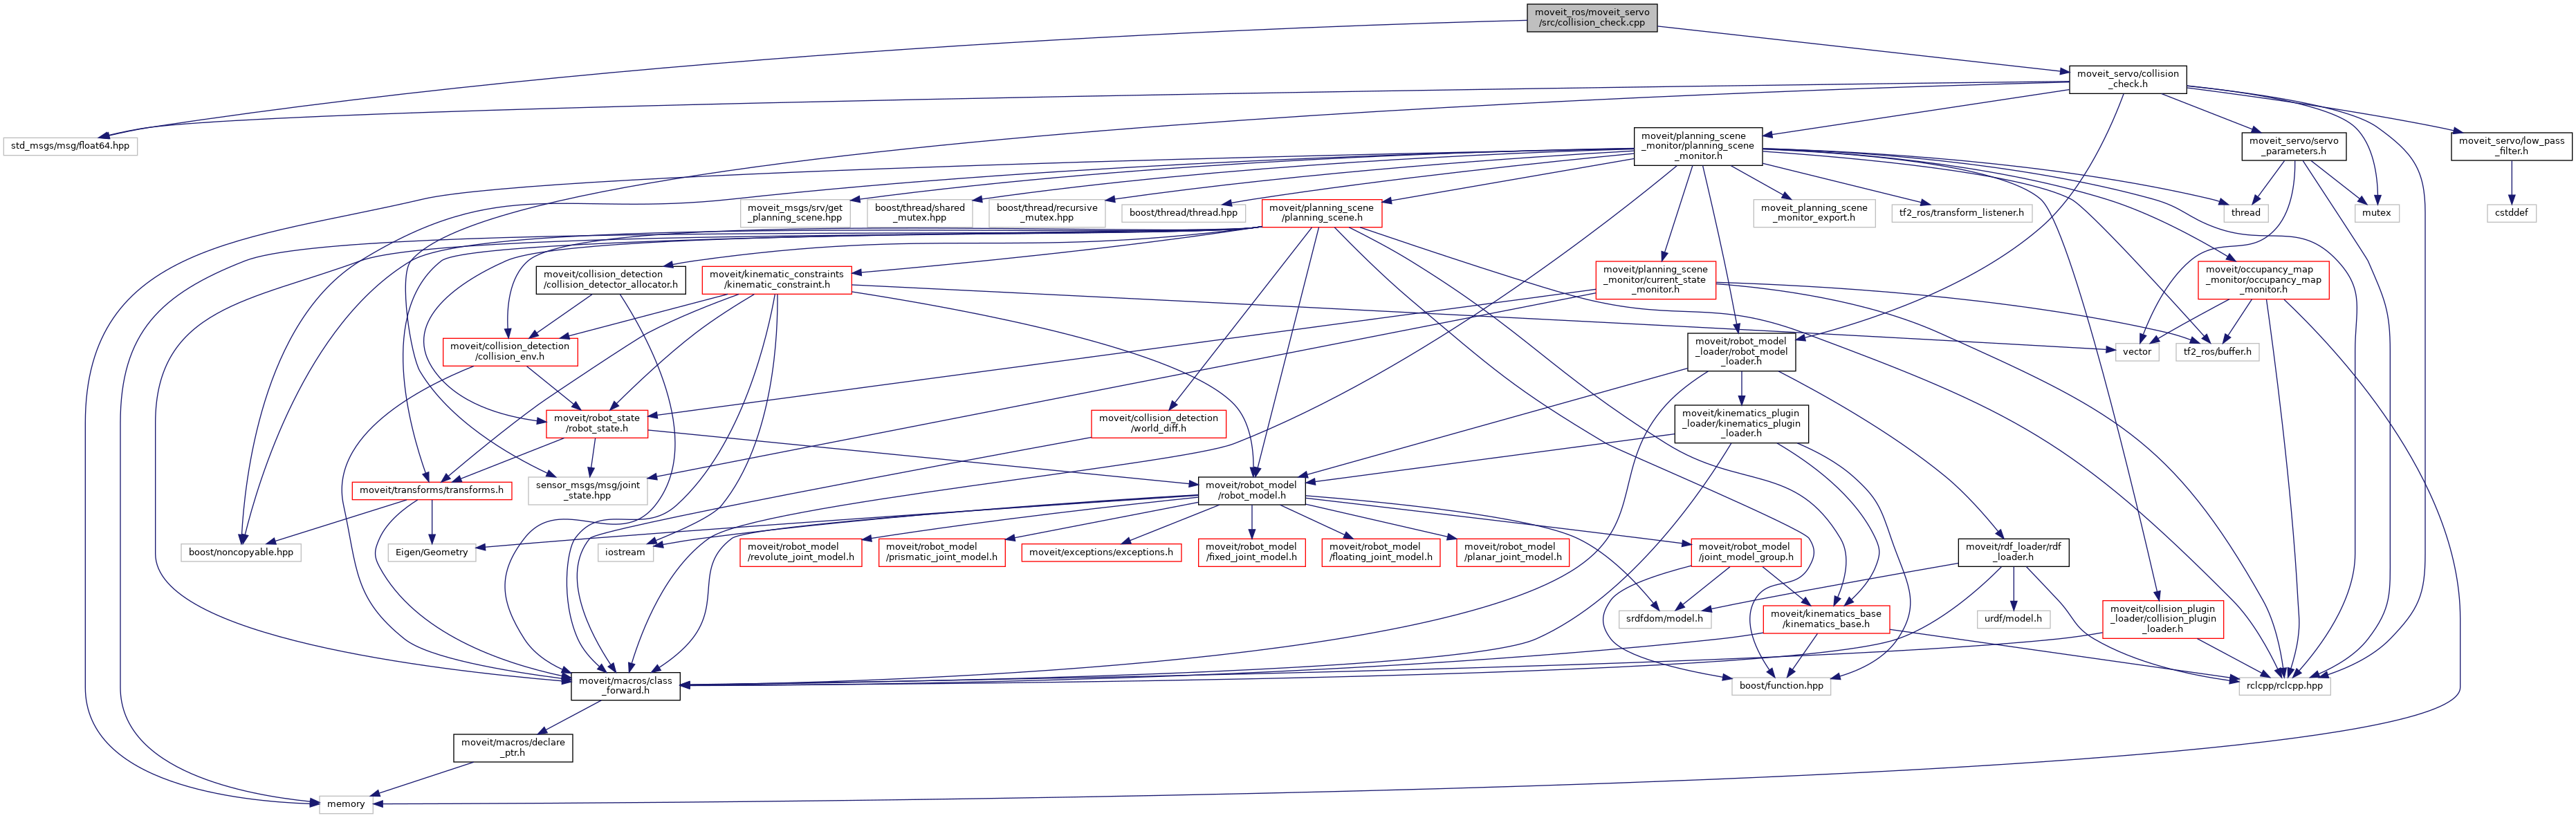 moveit_ros/moveit_servo
/src/collision_check.cpp
moveit_servo/collision
_check.h
std_msgs/msg/float64.hpp
moveit/planning_scene
_monitor/planning_scene
_monitor.h
moveit_servo/servo
_parameters.h
moveit_servo/low_pass
_filter.h
moveit_msgs/srv/get
_planning_scene.hpp
boost/thread/shared
_mutex.hpp
boost/thread/recursive
_mutex.hpp
boost/thread/thread.hpp
moveit/planning_scene
/planning_scene.h
moveit_planning_scene
_monitor_export.h
tf2_ros/transform_listener.h
thread
mutex
cstddef
moveit/collision_detection
/collision_detector_allocator.h
moveit/kinematic_constraints
/kinematic_constraint.h
moveit/planning_scene
_monitor/current_state
_monitor.h
moveit/occupancy_map
_monitor/occupancy_map
_monitor.h
moveit/collision_detection
/collision_env.h
moveit/robot_model
_loader/robot_model
_loader.h
vector
tf2_ros/buffer.h
moveit/robot_state
/robot_state.h
moveit/collision_detection
/world_diff.h
moveit/kinematics_plugin
_loader/kinematics_plugin
_loader.h
moveit/transforms/transforms.h
sensor_msgs/msg/joint
_state.hpp
moveit/robot_model
/robot_model.h
boost/noncopyable.hpp
Eigen/Geometry
iostream
moveit/robot_model
/revolute_joint_model.h
moveit/robot_model
/prismatic_joint_model.h
moveit/exceptions/exceptions.h
moveit/robot_model
/fixed_joint_model.h
moveit/robot_model
/floating_joint_model.h
moveit/robot_model
/planar_joint_model.h
moveit/robot_model
/joint_model_group.h
moveit/rdf_loader/rdf
_loader.h
srdfdom/model.h
moveit/kinematics_base
/kinematics_base.h
urdf/model.h
moveit/collision_plugin
_loader/collision_plugin
_loader.h
moveit/macros/class
_forward.h
boost/function.hpp
rclcpp/rclcpp.hpp
moveit/macros/declare
_ptr.h
memory